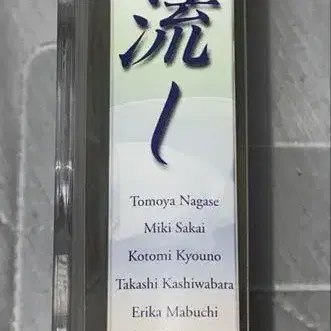 流し
Tomoya Nagase
Miki Sakai
Kotomi Kyouno
Takashi Kashiwabara
Erika Mabuchi